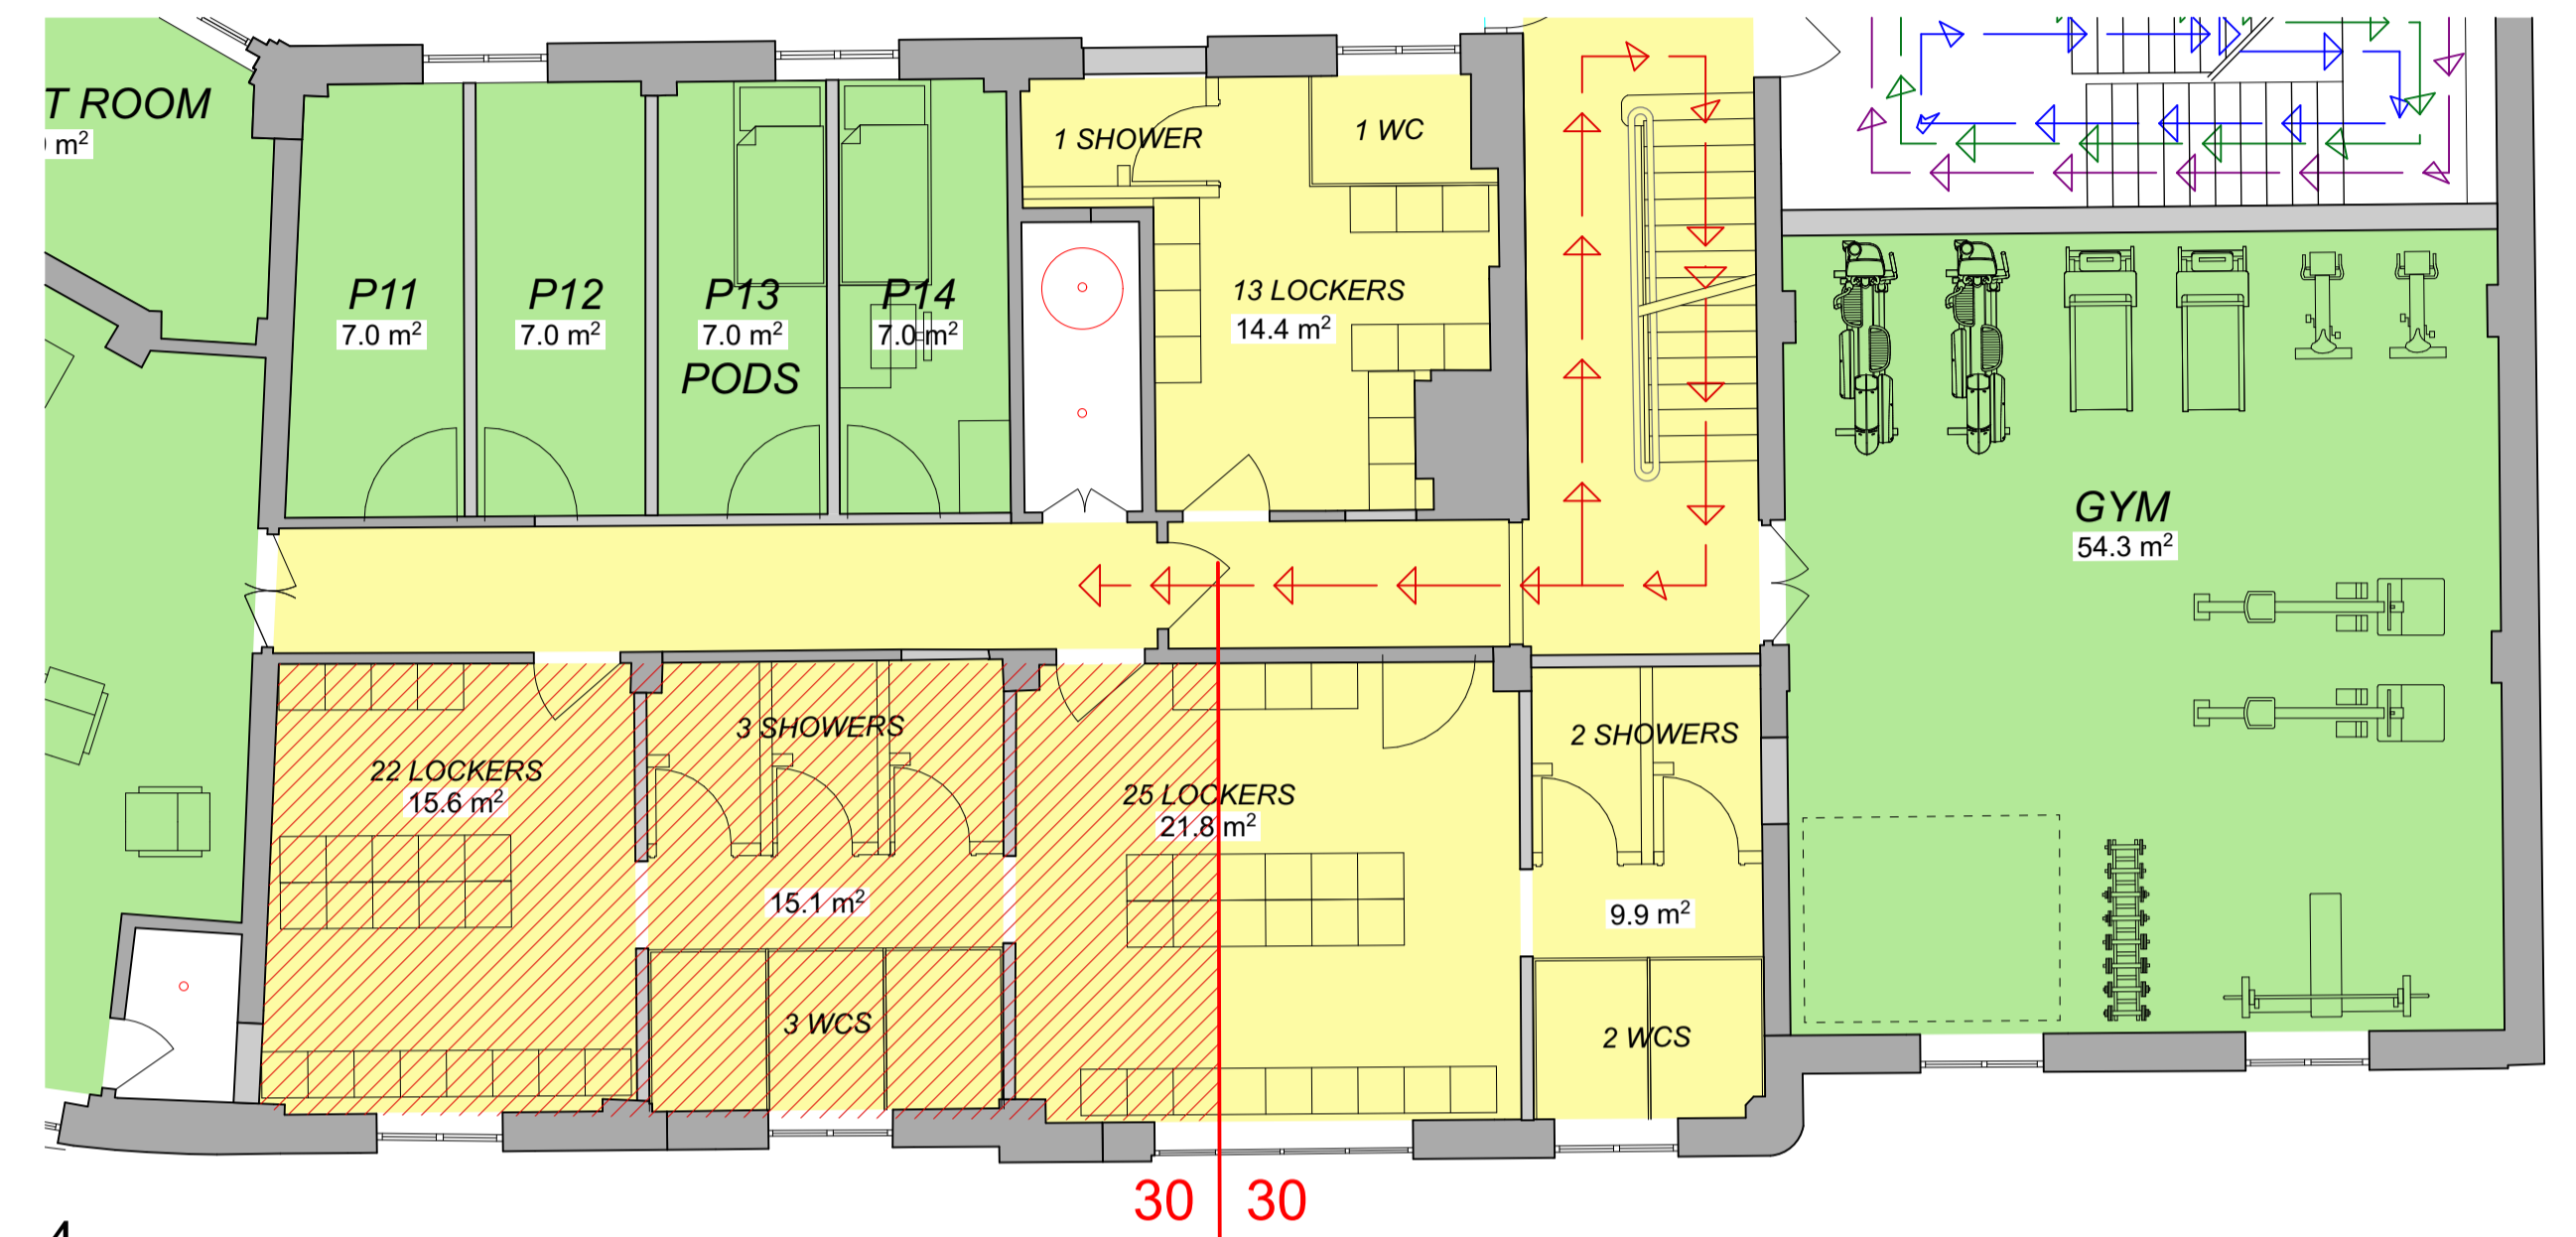 T ROOM
m²
1 SHOWER
1 WC
P11
7.0 m²
P12
7.0 m²
P13
7.0 m²
P14
7.0 m²
PODS
13 LOCKERS
14.4 m²
GYM
54.3 m²
22 LOCKERS
15.6 m²
3 SHOWERS
15.1 m²
3 WCS
25 LOCKERS
21.8 m²
2 SHOWERS
9.9 m²
2 WCS
30
30